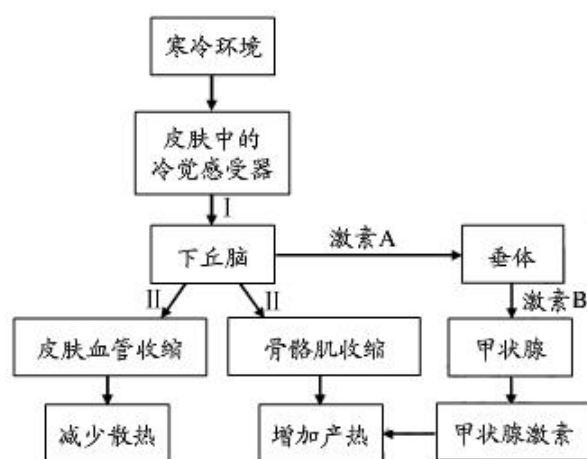 寒冷环境
皮肤中的
冷觉感受器
I
下丘脑
激素A
垂体
II
II
激素B
皮肤血管收缩
骨骼肌收缩
甲状腺
减少散热
增加产热
甲状腺激素